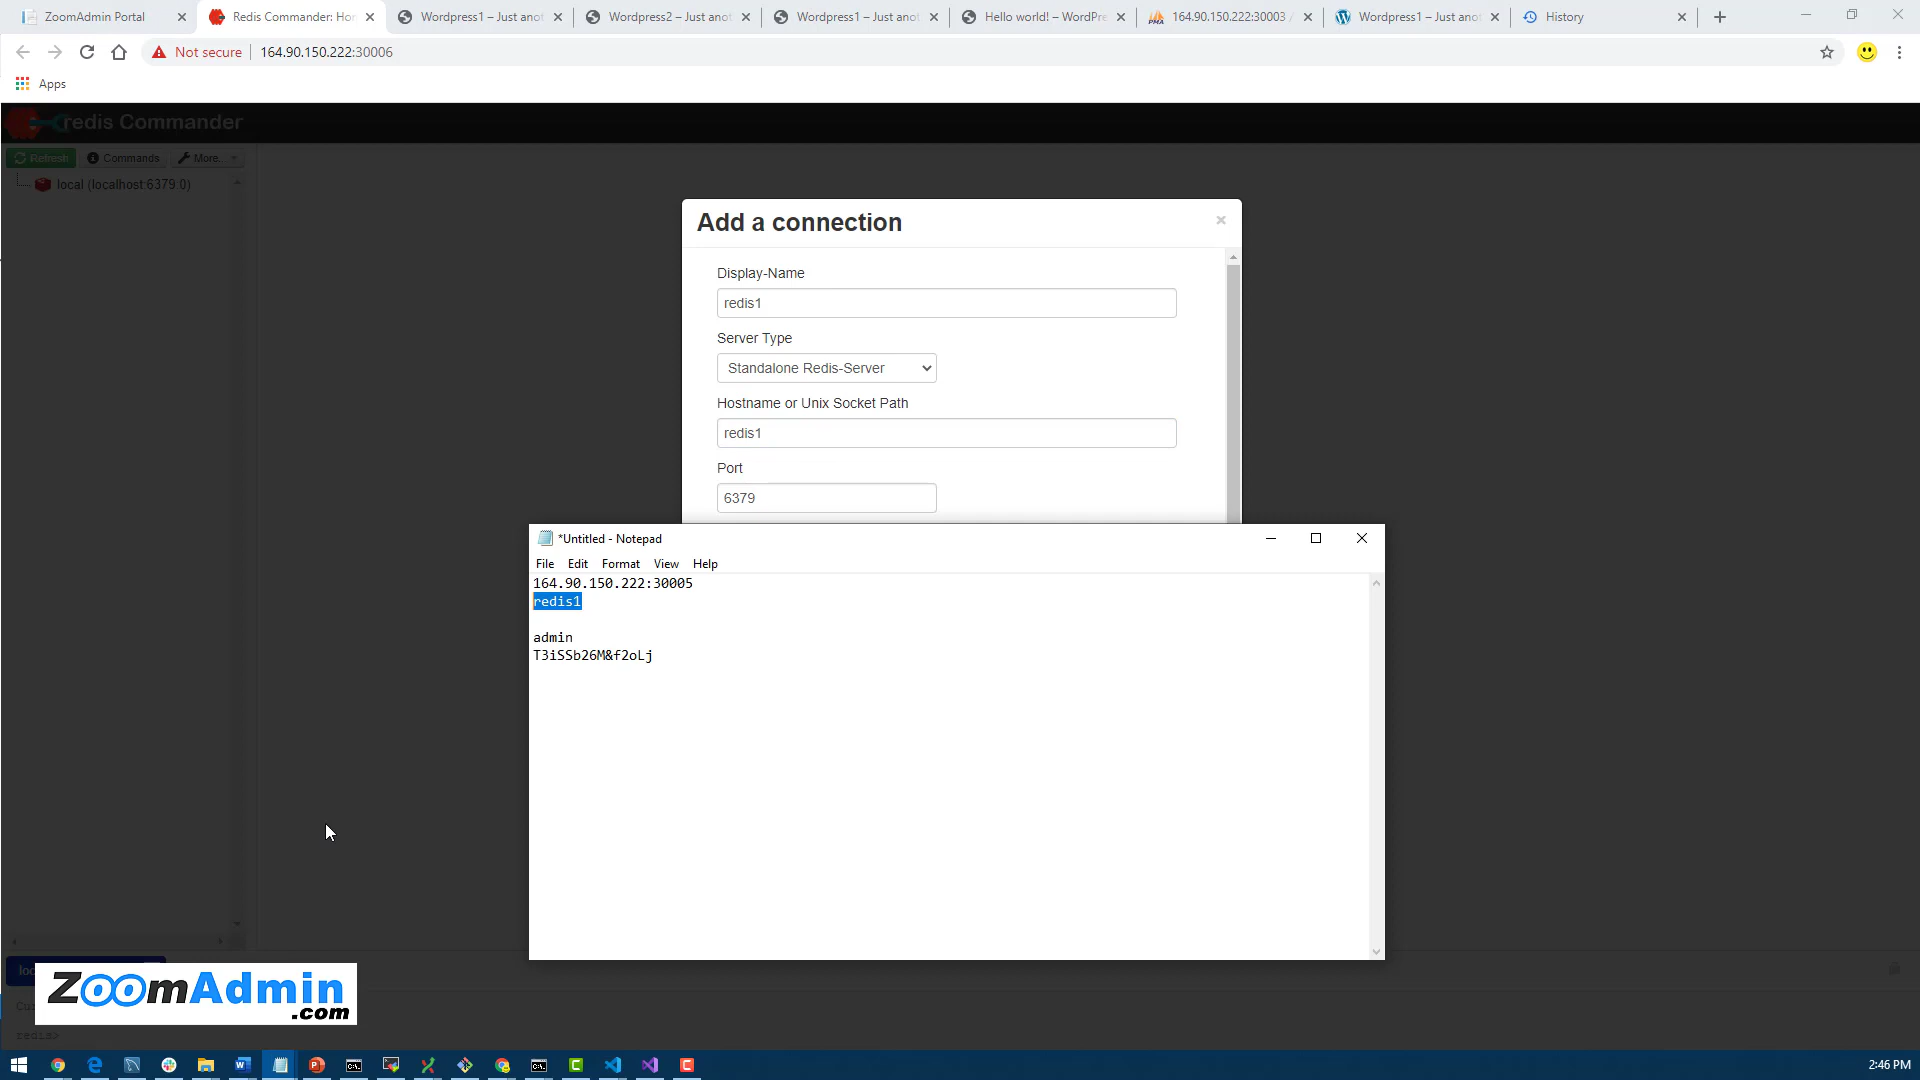 ZoomAdmin Portal
Redis Commander: Hom
Wordpress1 – Just anot
Wordpress2 – Just anot
Wordpress1 – Just anot
Hello world! – WordPre
164.90.150.222:30003 /
Wordpress1 – Just anot
History
Not secure
164.90.150.222:30006
Apps
redis Commander
Refresh
Commands
More...
local (localhost:6379:0)
Add a connection
Display-Name
redis1
Server Type
Standalone Redis-Server
Hostname or Unix Socket Path
redis1
Port
6379
*Untitled - Notepad
File Edit Format View Help
164.90.150.222:30005
redis1
admin
T3iSSb26M&f2oLj
loc
redis>
ZoomAdmin
.com
2:46 PM